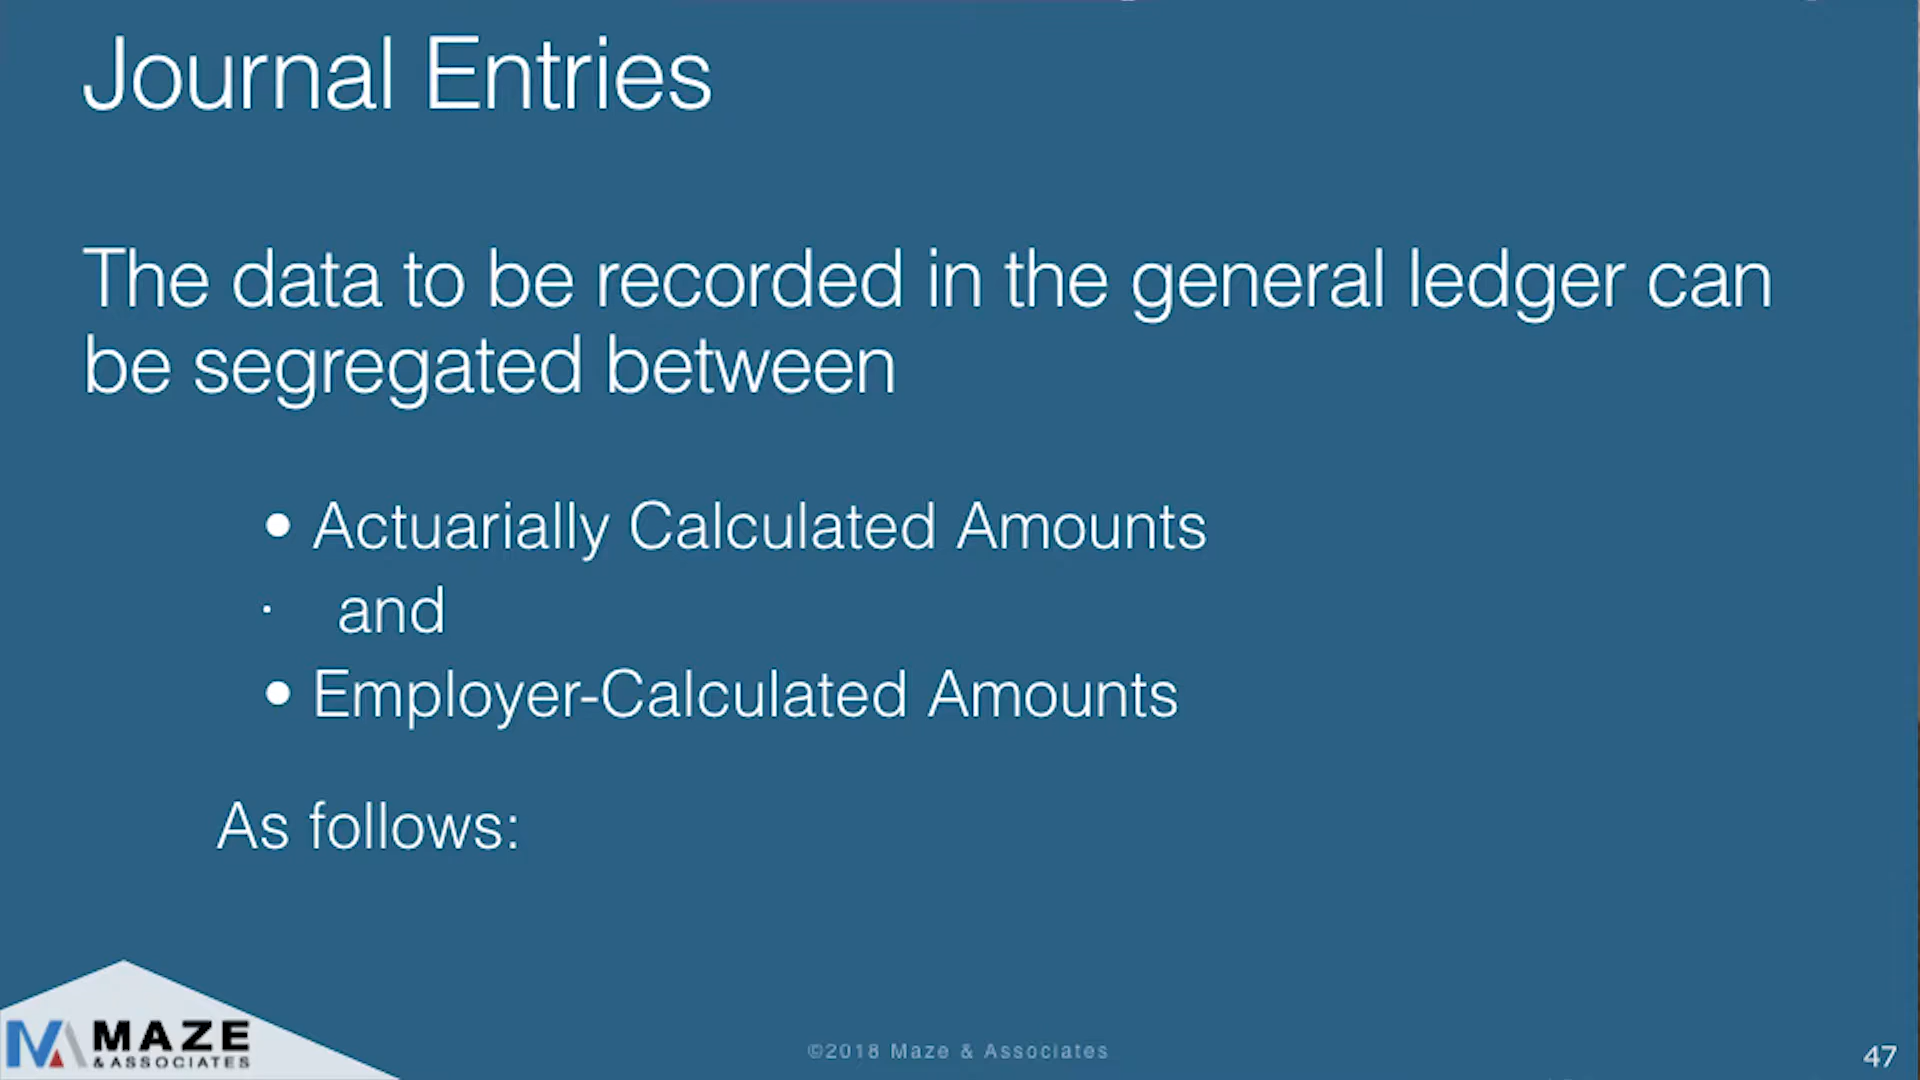 Journal Entries
The data to be recorded in the general ledger can
be segregated between
• Actuarially Calculated Amounts
· and
• Employer-Calculated Amounts
As follows:
MAZE
& ASSOCIATES
©2018 Maze & Associates
47